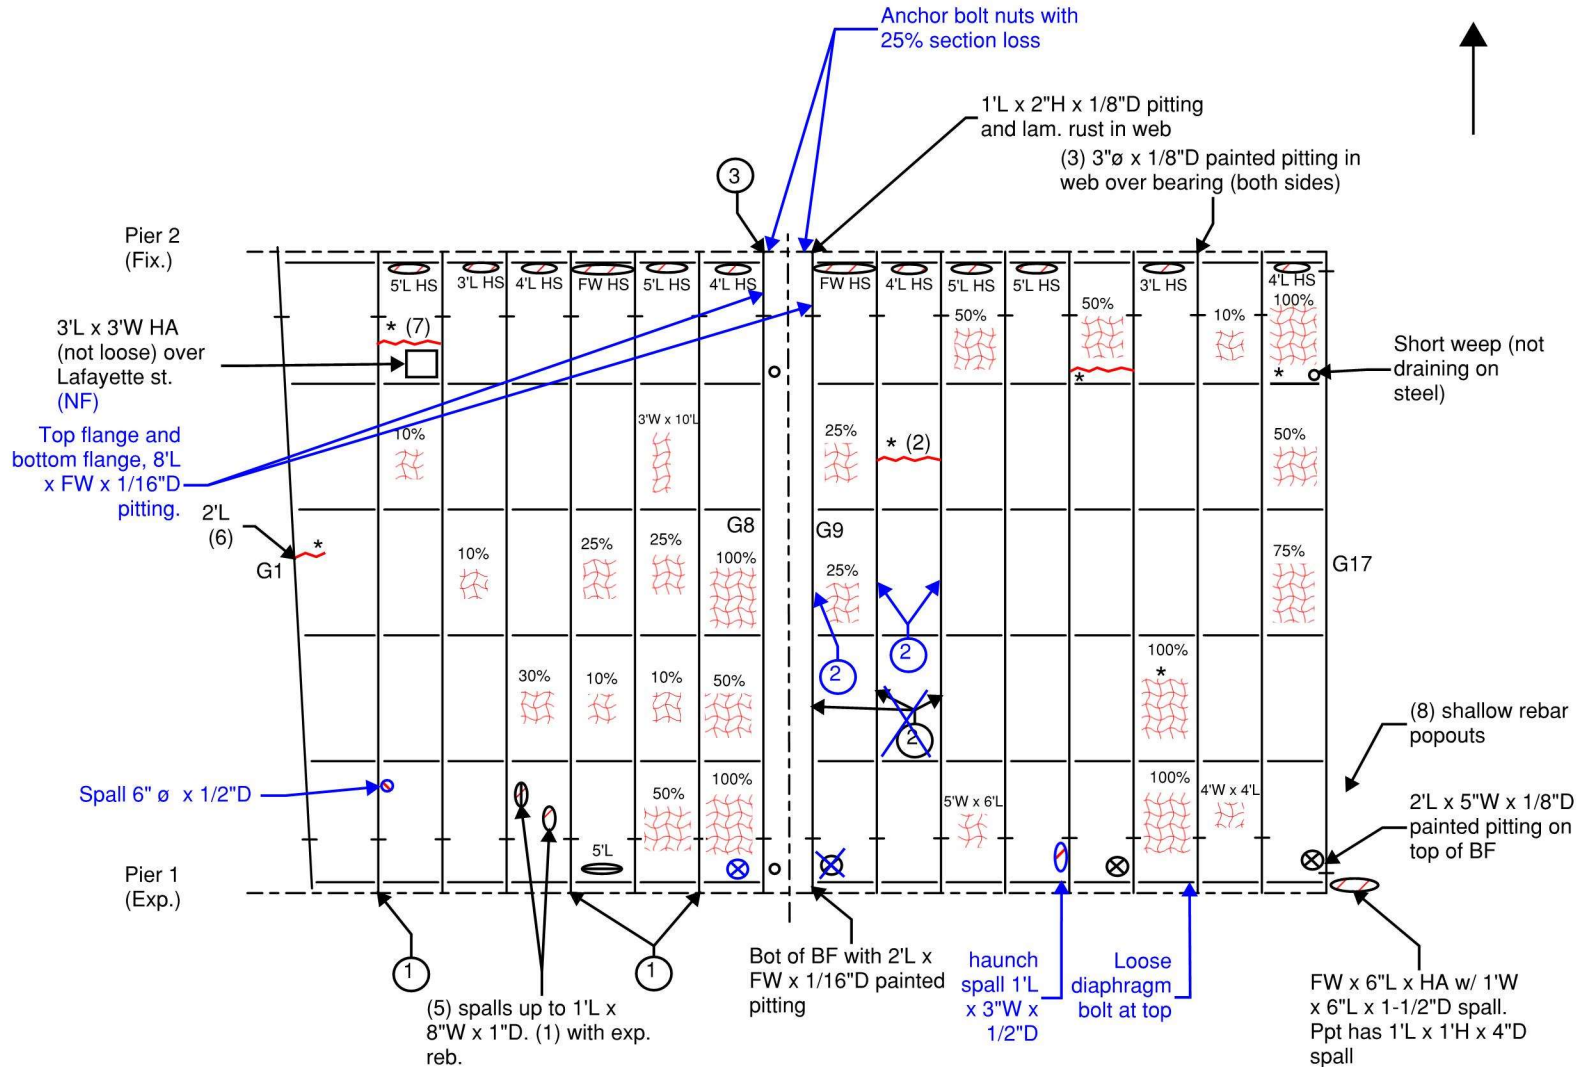 Anchor bolt nuts with
25% section loss
1'L x 2"H x 1/8"D pitting
and lam. rust in web
(3) 3"ø x 1/8"D painted pitting in
web over bearing (both sides)
3
Pier 2
(Fix.)
5'L HS
3'L HS
4'L HS
FW HS
5'L HS
4'L HS
FW HS
4'L HS
5'L HS
5'L HS
3'L HS
4'L HS
3'L x 3'W HA
(not loose) over
Lafayette st.
(NF)
* (7)
50%
50%
10%
100%
*
*
Short weep (not
draining on
steel)
Top flange and
bottom flange, 8'L
x FW x 1/16"D
pitting.
10%
3'W x 10'L
25%
* (2)
50%
2'L
(6)
*
G1
G8
G9
G17
10%
25%
25%
100%
25%
75%
2
2
2
30%
10%
10%
50%
100%
*
(8) shallow rebar
popouts
Spall 6" ø x 1/2"D
50%
100%
5'W x 6'L
100%
4'W x 4'L
2'L x 5"W x 1/8"D
painted pitting on
top of BF
5'L
Pier 1
(Exp.)
1
1
(5) spalls up to 1'L x
8"W x 1"D. (1) with exp.
reb.
Bot of BF with 2'L x
FW x 1/16"D painted
pitting
haunch
spall 1'L
x 3"W x
1/2"D
Loose
diaphragm
bolt at top
FW x 6"L x HA w/ 1'W
x 6"L x 1-1/2"D spall.
Ppt has 1'L x 1'H x 4"D
spall